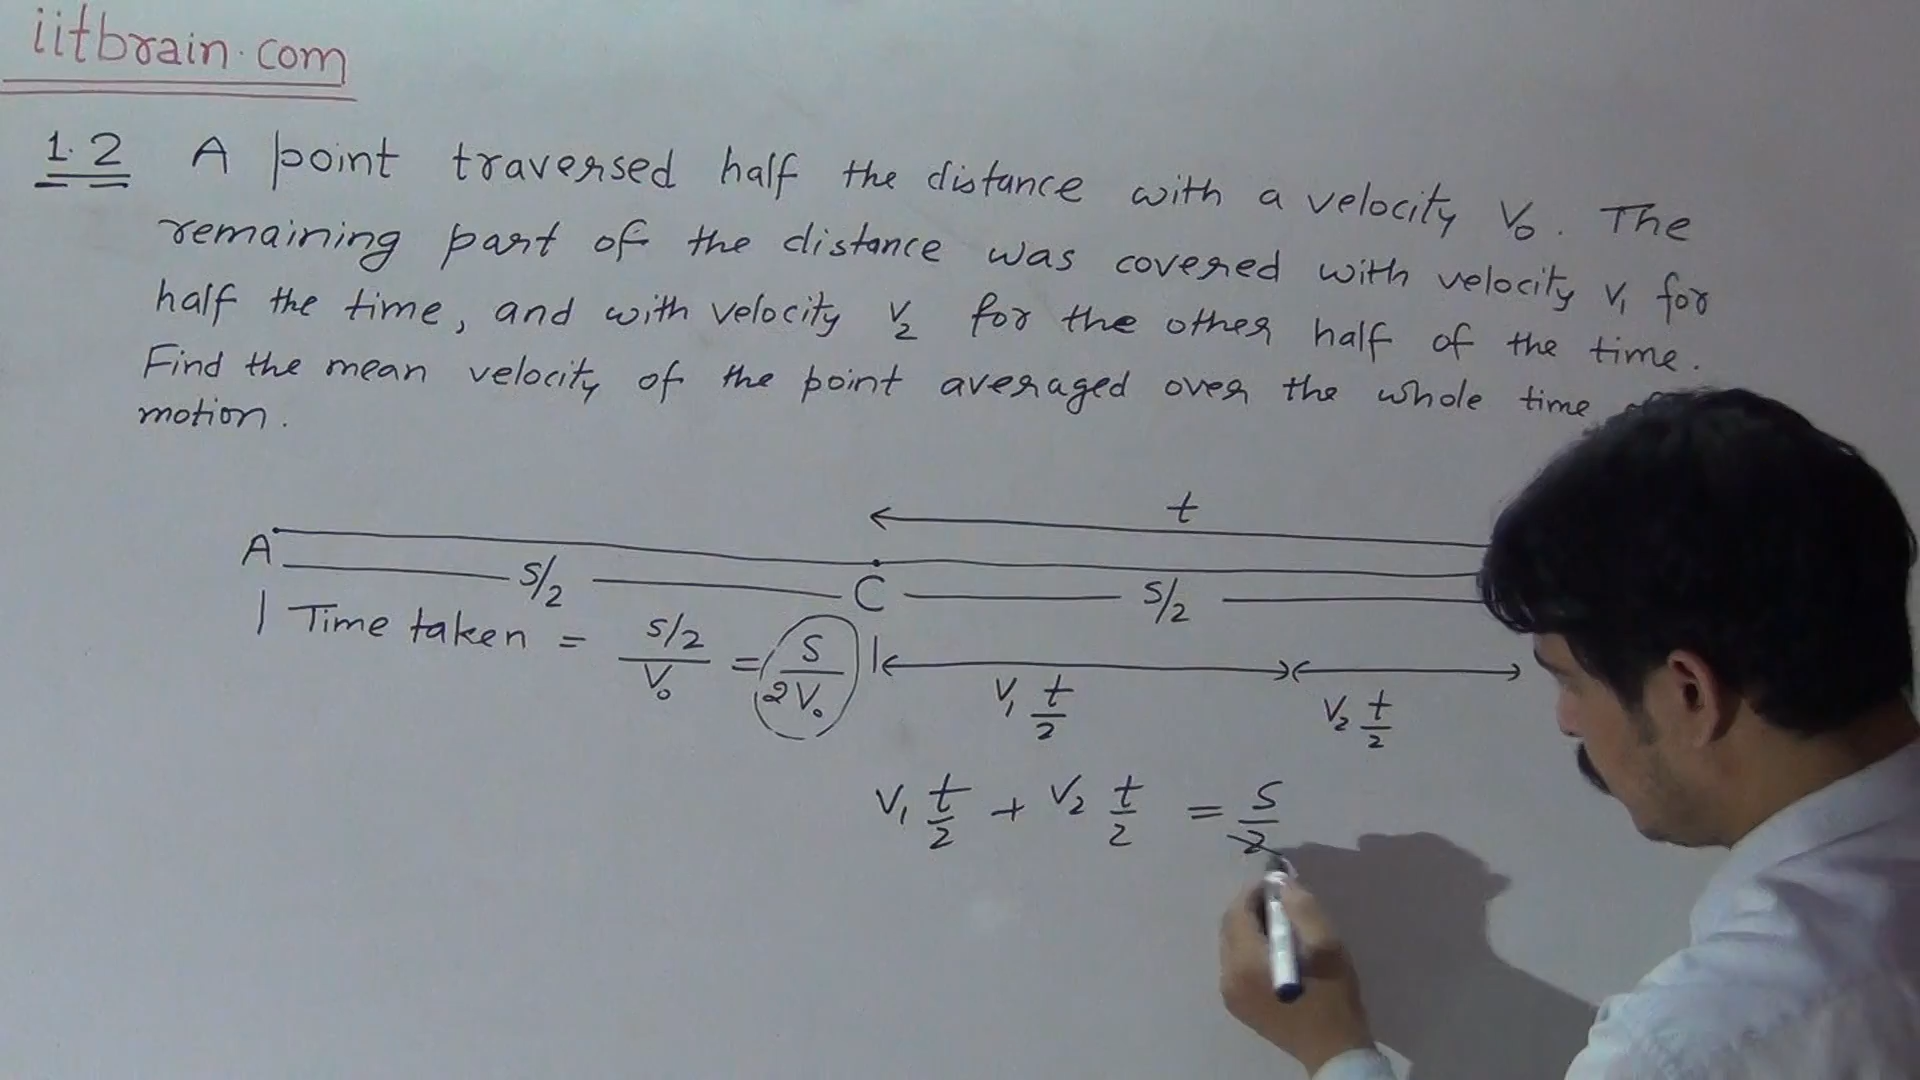 iitbrain.com
1.2 A point traversed half the distance with a velocity V₀. The
remaining part of the distance was covered with velocity V₁ for
half the time, and with velocity V₂ for the other half of the time.
Find the mean velocity of the point averaged over the whole time
motion.
t
A S/2 C S/2
| Time taken = S/2 / V₀ = S / 2V₀ |
V₁ t/2 V₂ t/2
V₁ t/2 + V₂ t/2 = S/2